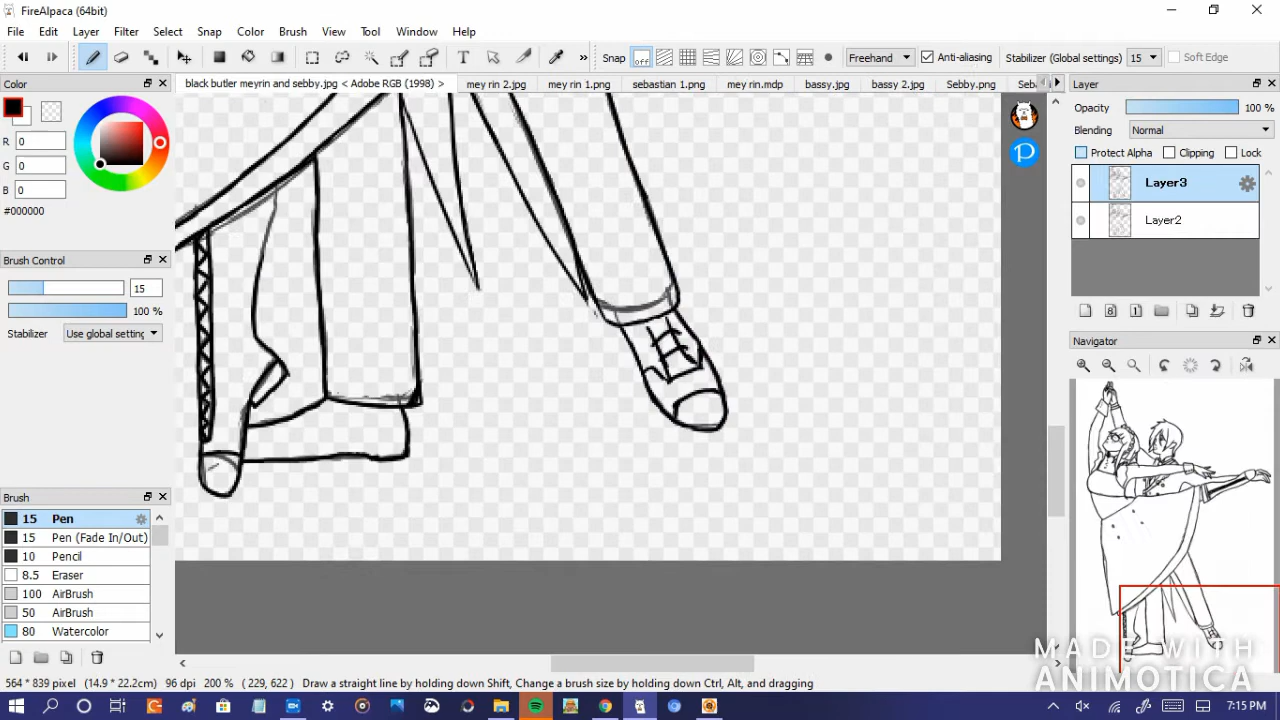 FireAlpaca (64bit)
File Edit Layer Filter Select Snap Color Brush View Tool Window Help
Snap off Freehand Anti-aliasing Stabilizer (Global settings) 15 Soft Edge
Color
R 0
G 0
B 0
#000000
Brush Control
15
100 %
Stabilizer Use global setting
Brush
15 Pen
15 Pen (Fade In/Out)
10 Pencil
8.5 Eraser
100 AirBrush
50 AirBrush
80 Watercolor
black butler meyrin and sebby.jpg < Adobe RGB (1998) > mey rin 2.jpg mey rin 1.png sebastian 1.png mey rin.mdp bassy.jpg bassy 2.jpg Sebby.png Seba
Layer
Opacity 100 %
Blending Normal
Protect Alpha Clipping Lock
Layer3
Layer2
8 1
Navigator
MADE WITH
ANIMOTICA
564 * 839 pixel (14.9 * 22.2cm) 96 dpi 200 % ( 229, 622 ) Draw a straight line by holding down Shift, Change a brush size by holding down Ctrl, Alt, and dragging
7:15 PM